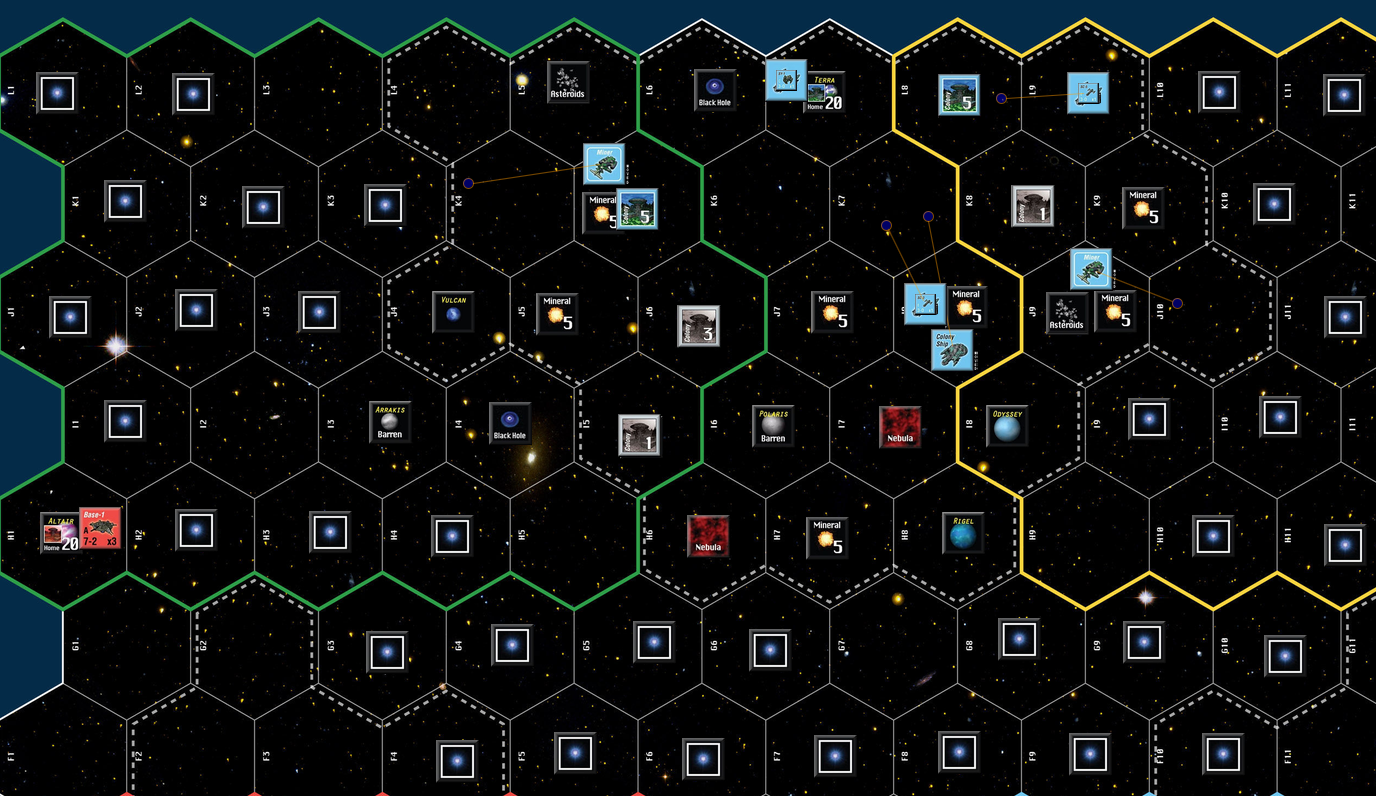 L1
L2
L3
L4
L5
Asteroids
L6
Black Hole
TERRA
Home 20
L8
Colony 5
L9
L10
L11
K1
K2
K3
K4
Miner
Mineral
5
Colony 5
K6
K7
K8
Colony 1
K9
Mineral
5
K10
K11
J1
J2
J3
J4
VULCAN
J5
Mineral
5
J6
Colony 3
J7
Mineral
5
Mineral
5
Colony
Ship
J9
Miner
Asteroids
Mineral
5
J10
J11
I1
I2
I3
ARRAKIS
Barren
I4
Black Hole
I5
Colony 1
I6
POLARIS
Barren
I7
Nebula
I8
ODYSSEY
I9
I10
I11
H1
ALTAIR
Home 20
Base-1
A
7-2 x3
H2
H3
H4
H5
H6
Nebula
H7
Mineral
5
H8
RIGEL
H9
H10
H11
G1
G2
G3
G4
G5
G6
G7
G8
G9
G10
G11
F1
F2
F3
F4
F5
F6
F7
F8
F9
F10
F11